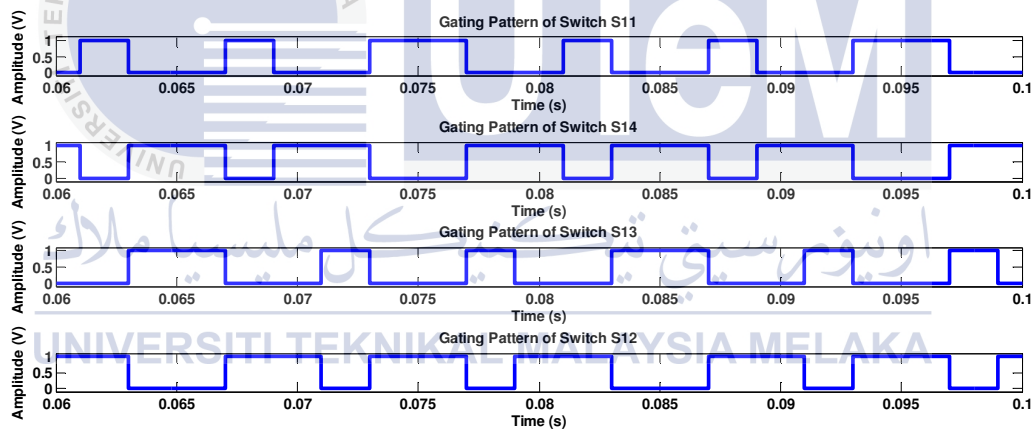 Gating Pattern of Switch S11
Amplitude (V)
1
0.5
0
0.06 0.065 0.07 0.075 0.08 0.085 0.09 0.095 0.1
Time (s)
Gating Pattern of Switch S14
Amplitude (V)
1
0.5
0
0.06 0.065 0.07 0.075 0.08 0.085 0.09 0.095 0.1
Time (s)
Gating Pattern of Switch S13
Amplitude (V)
1
0.5
0
0.06 0.065 0.07 0.075 0.08 0.085 0.09 0.095 0.1
Time (s)
Gating Pattern of Switch S12
Amplitude (V)
1
0.5
0
0.06 0.065 0.07 0.075 0.08 0.085 0.09 0.095 0.1
Time (s)
UTeM
اونيۏرسيتي تيكنيكل مليسيا ملاك
UNIVERSITI TEKNIKAL MALAYSIA MELAKA